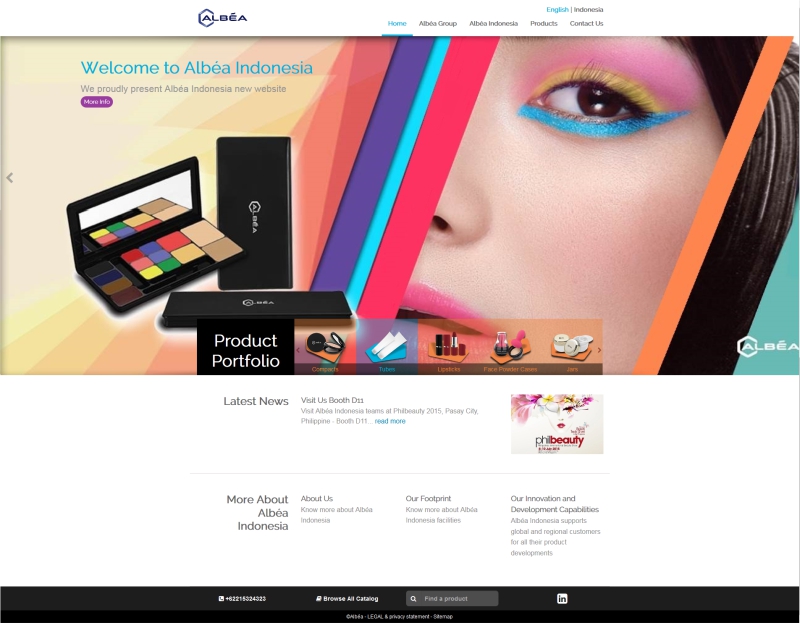 ALBÉA
English | Indonesia
Home Albéa Group Albéa Indonesia Products Contact Us
Welcome to Albéa Indonesia
We proudly present Albéa Indonesia new website
More Info
ALBÉA
ALBÉA
ALBÉA
Product
Portfolio
Compacts Tubes Lipsticks Face Powder Cases Jars
Latest News
Visit Us Booth D11
Visit Albéa Indonesia teams at Philbeauty 2015, Pasay City,
Philippine - Booth D11... read more
philbeauty
More About
Albéa
Indonesia
About Us
Know more about Albéa
Indonesia
Our Footprint
Know more about Albéa
Indonesia facilities
Our Innovation and
Development Capabilities
Albéa Indonesia supports
global and regional customers
for all their product
developments
+62215324323 Browse All Catalog Find a product in
©Albéa - LEGAL & privacy statement - Sitemap